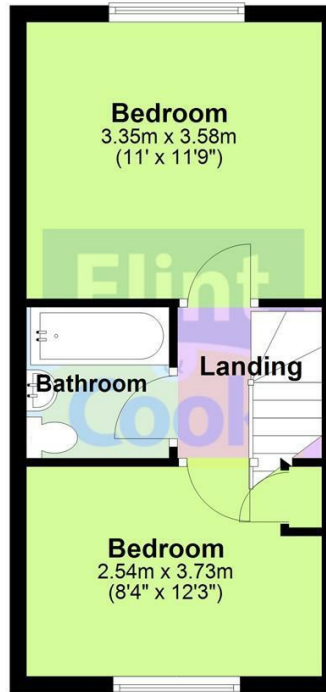 Bedroom
3.35m x 3.58m
(11' x 11'9")
Flint
&
Cook
Bathroom
Landing
Bedroom
2.54m x 3.73m
(8'4" x 12'3")